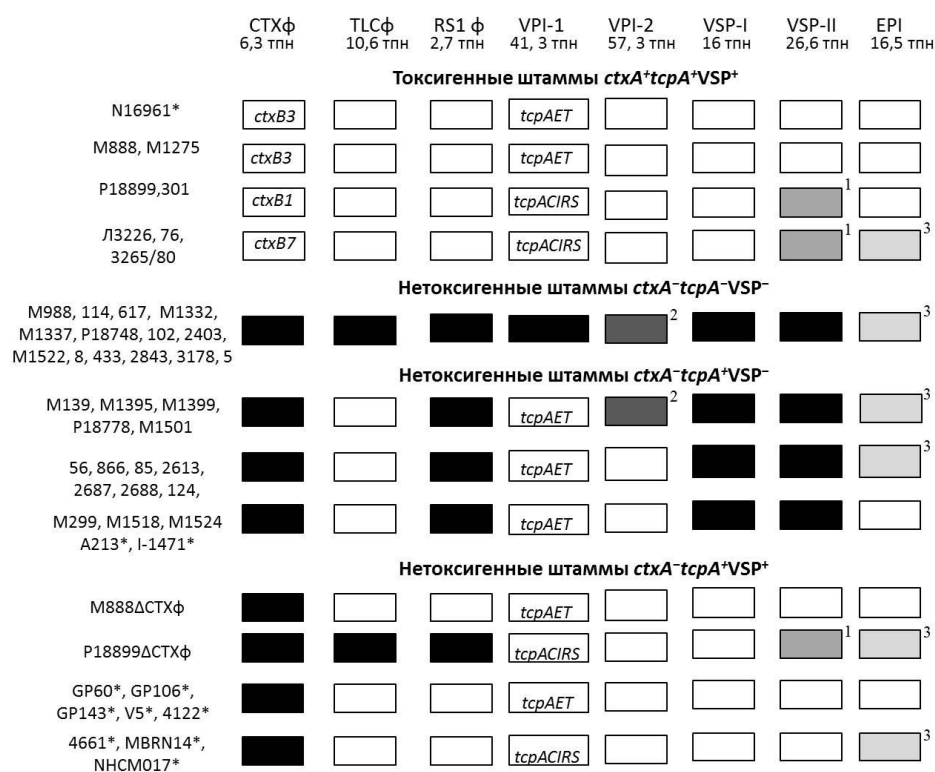 CTXϕ TLCϕ RS1 ϕ VPI-1 VPI-2 VSP-I VSP-II EPI
6,3 тпн 10,6 тпн 2,7 тпн 41, 3 тпн 57, 3 тпн 16 тпн 26,6 тпн 16,5 тпн
Токсигенные штаммы ctxA⁺tcpA⁺VSP⁺
N16961* ctxB3 tcpAET
M888, M1275 ctxB3 tcpAET
P18899,301 ctxB1 tcpACIRS 1
Л3226, 76, ctxB7 tcpACIRS 1 3
3265/80
Нетоксигенные штаммы ctxA⁻tcpA⁻VSP⁻
M988, 114, 617, M1332,
M1337, P18748, 102, 2403, 2 3
M1522, 8, 433, 2843, 3178, 5
Нетоксигенные штаммы ctxA⁻tcpA⁺VSP⁻
M139, M1395, M1399, tcpAET 2 3
P18778, M1501
56, 866, 85, 2613, tcpAET 3
2687, 2688, 124,
M299, M1518, M1524 tcpAET
A213*, I-1471*
Нетоксигенные штаммы ctxA⁻tcpA⁺VSP⁺
M888ΔCTXϕ tcpAET
P18899ΔCTXϕ tcpACIRS 1 3
GP60*, GP106*, tcpAET
GP143*, V5*, 4122*
4661*, MBRN14*, tcpACIRS 3
NHCM017*